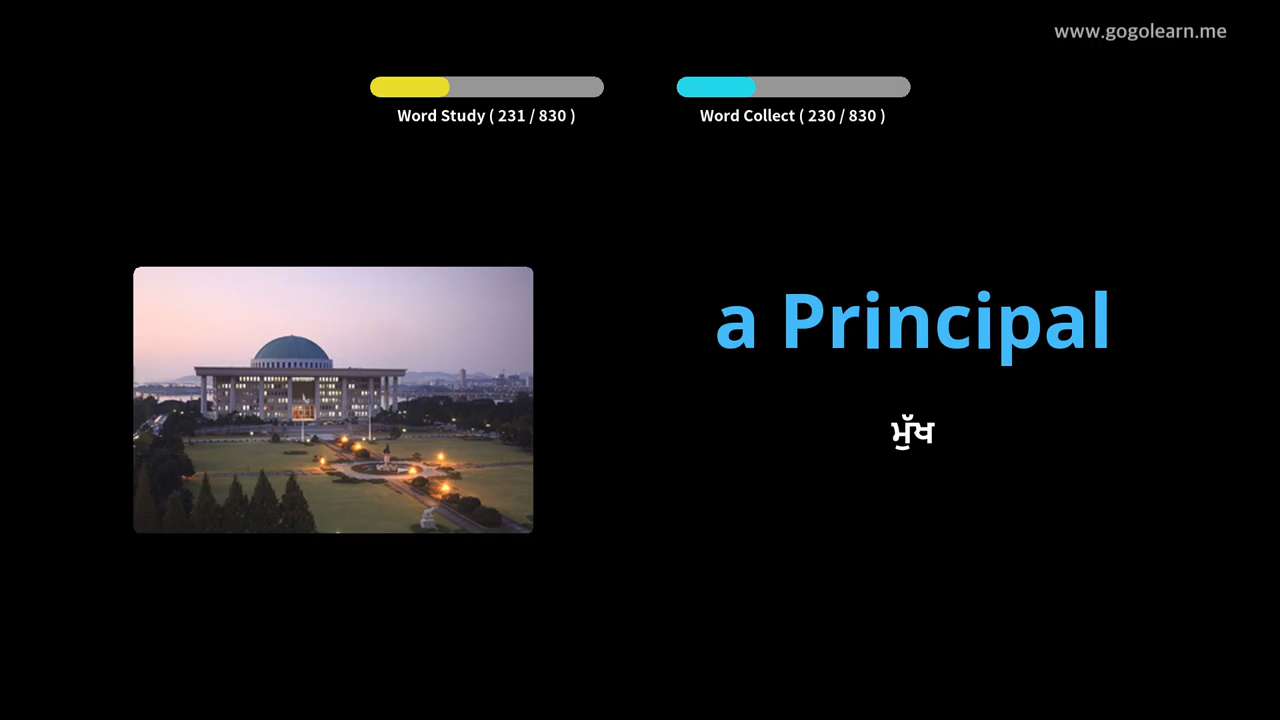 www.gogolearn.me
Word Study ( 231 / 830 )
Word Collect ( 230 / 830 )
a Principal
ਮੁੱਖ